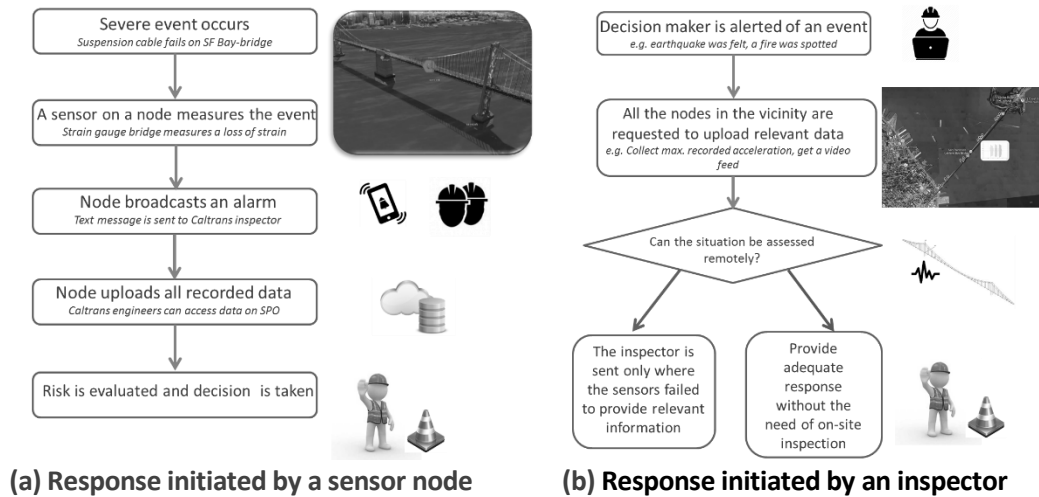 Severe event occurs
Suspension cable fails on SF Bay-bridge
A sensor on a node measures the event
Strain gauge bridge measures a loss of strain
Node broadcasts an alarm
Text message is sent to Caltrans inspector
Node uploads all recorded data
Caltrans engineers can access data on SPO
Risk is evaluated and decision is taken
(a) Response initiated by a sensor node
Decision maker is alerted of an event
e.g. earthquake was felt, a fire was spotted
All the nodes in the vicinity are
requested to upload relevant data
e.g. Collect max. recorded acceleration, get a video
feed
Can the situation be assessed
remotely?
The inspector is
sent only where
the sensors failed
to provide relevant
information
Provide
adequate
response
without the
need of on-site
inspection
(b) Response initiated by an inspector